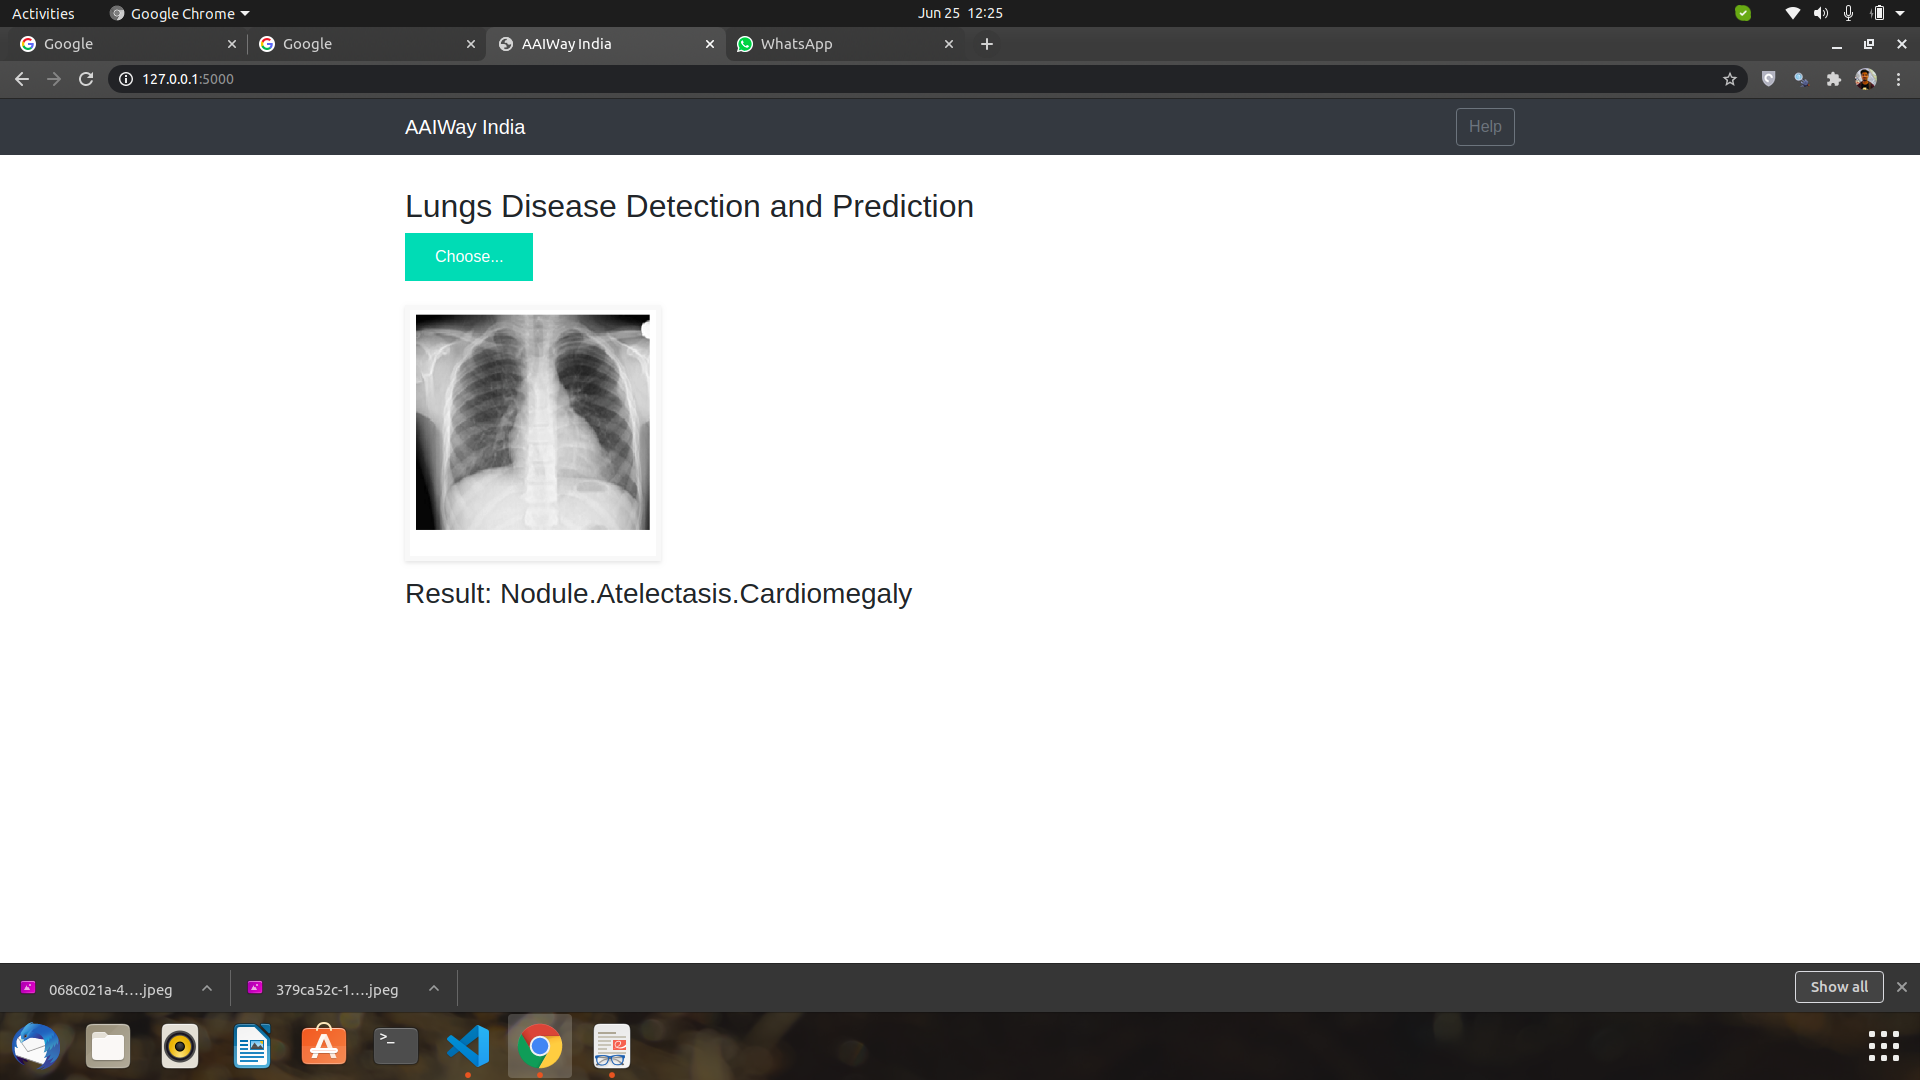 Activities Google Chrome Jun 25 12:25
Google Google AAIWay India WhatsApp
127.0.0.1:5000
AAIWay India Help
Lungs Disease Detection and Prediction
Choose...
Result: Nodule.Atelectasis.Cardiomegaly
068c021a-4....jpeg 379ca52c-1....jpeg Show all